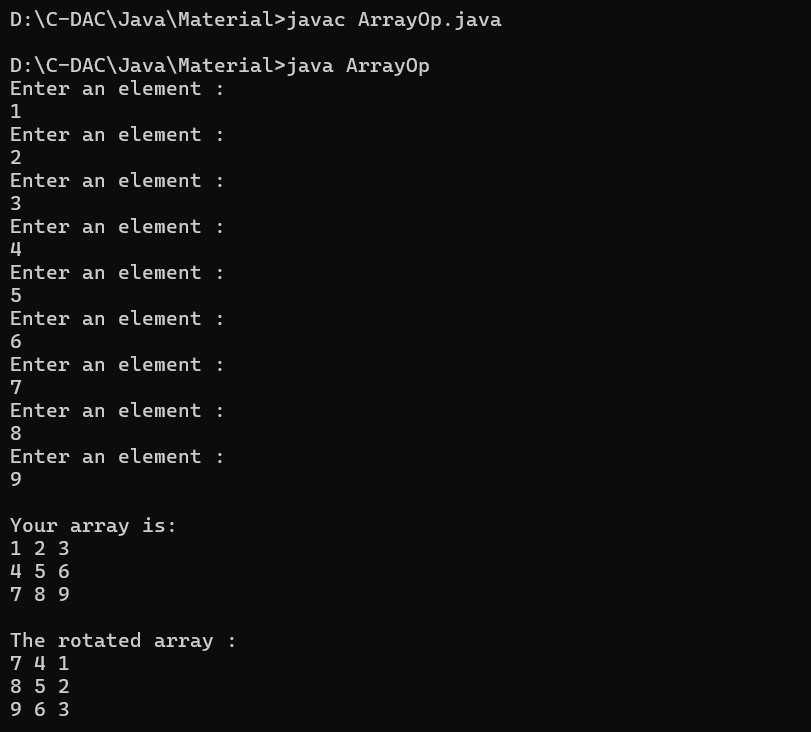 D:\C-DAC\Java\Material>javac ArrayOp.java
D:\C-DAC\Java\Material>java ArrayOp
Enter an element :
1
Enter an element :
2
Enter an element :
3
Enter an element :
4
Enter an element :
5
Enter an element :
6
Enter an element :
7
Enter an element :
8
Enter an element :
9
Your array is:
1 2 3
4 5 6
7 8 9
The rotated array :
7 4 1
8 5 2
9 6 3